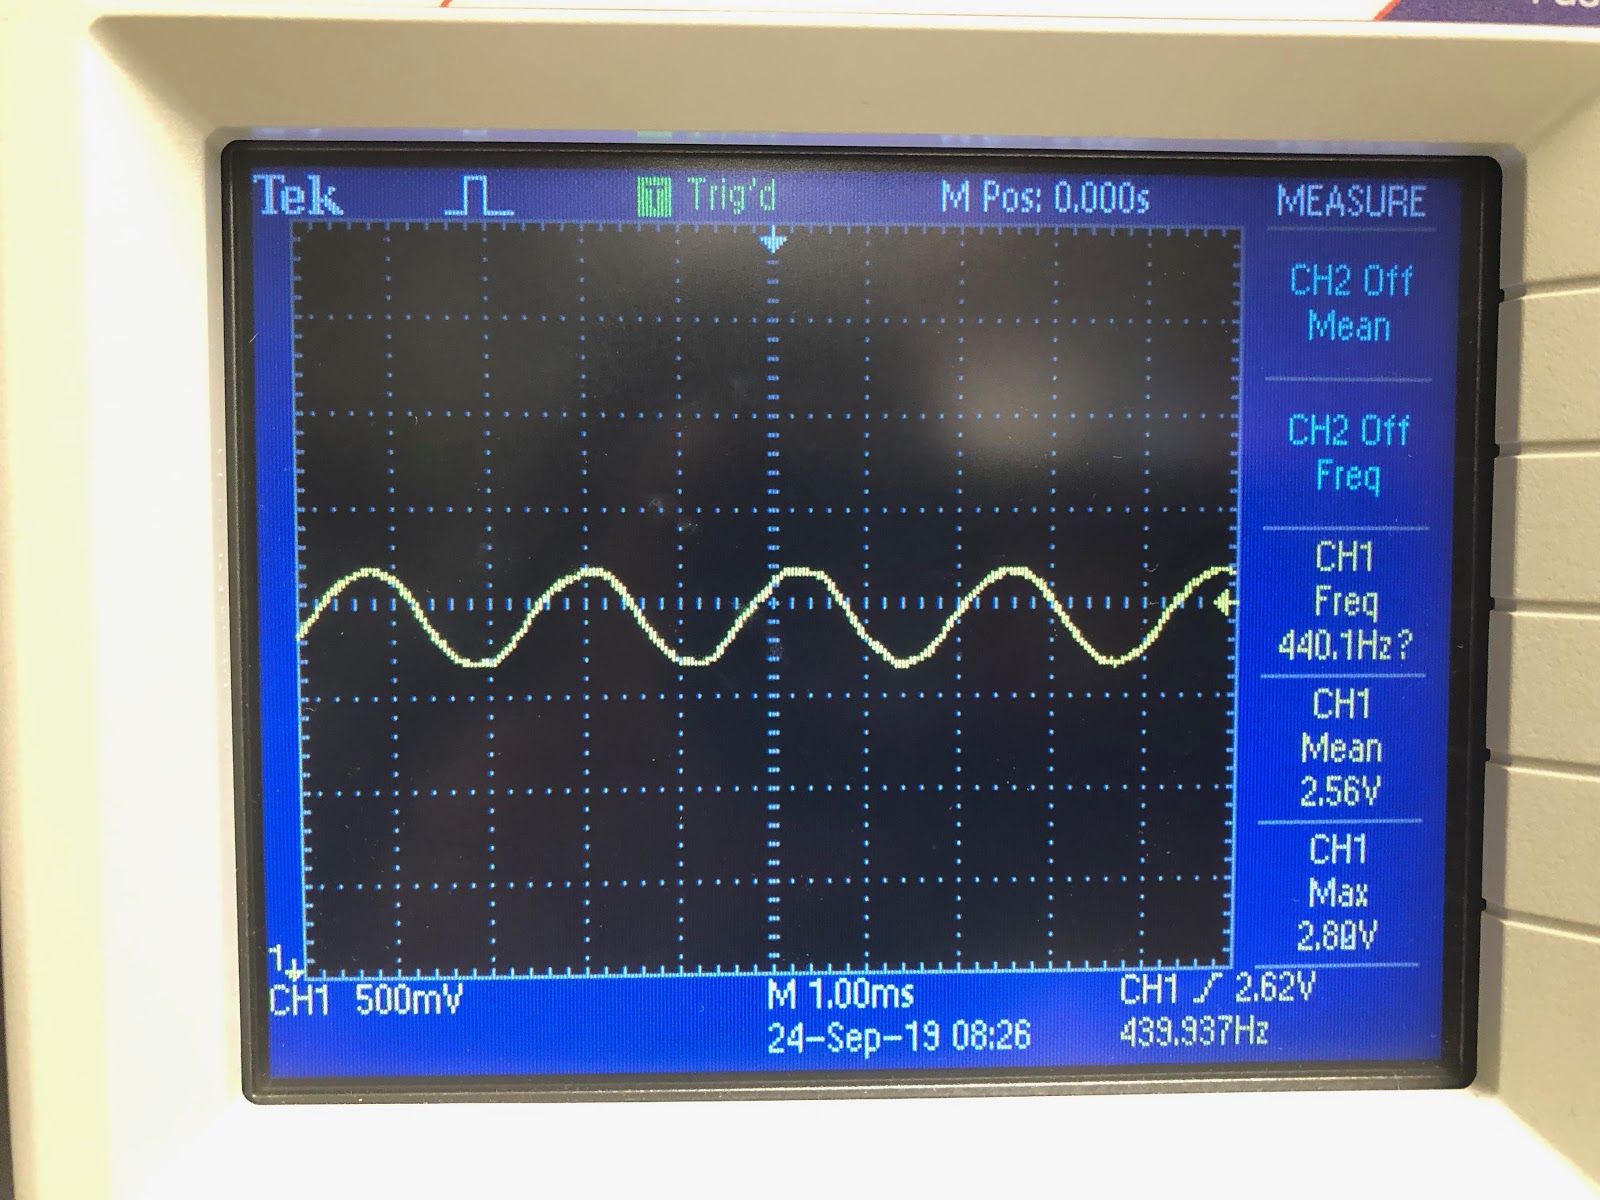 Tek Trig'd M Pos: 0.000s MEASURE
CH2 Off
Mean
CH2 Off
Freq
CH1
Freq
440.1Hz?
CH1
Mean
2.56V
CH1
Max
2.80V
1
CH1 500mV M 1.00ms CH1 2.62V
24-Sep-19 08:26 439.937Hz